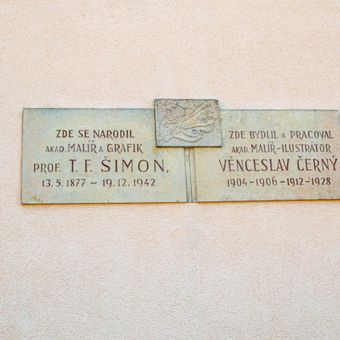 ZDE SE NARODIL
AKAD. MALÍŘ A GRAFIK
PROF. T. F. ŠIMON,
13. 5. 1877 – 19. 12. 1942
ZDE BYDLIL A PRACOVAL
AKAD. MALÍŘ-ILUSTRÁTOR
VĚNCESLAV ČERNÝ
1904-1906-1912-1928